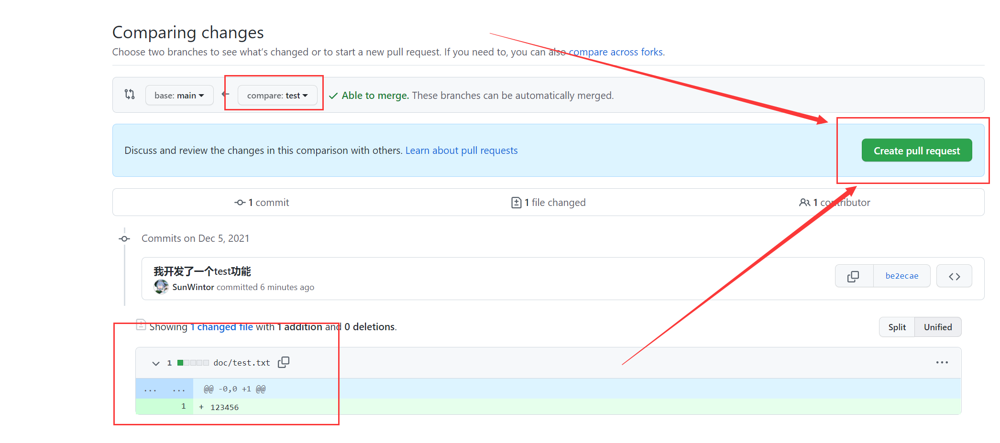 Comparing changes
Choose two branches to see what's changed or to start a new pull request. If you need to, you can also compare across forks.
base: main compare: test Able to merge. These branches can be automatically merged.
Discuss and review the changes in this comparison with others. Learn about pull requests Create pull request
1 commit 1 file changed 1 contributor
Commits on Dec 5, 2021
我开发了一个test功能
be2ecae
SunWintor committed 6 minutes ago
Showing 1 changed file with 1 addition and 0 deletions. Split Unified
1 doc/test.txt
... ... @@ -0,0 +1 @@
1 + 123456